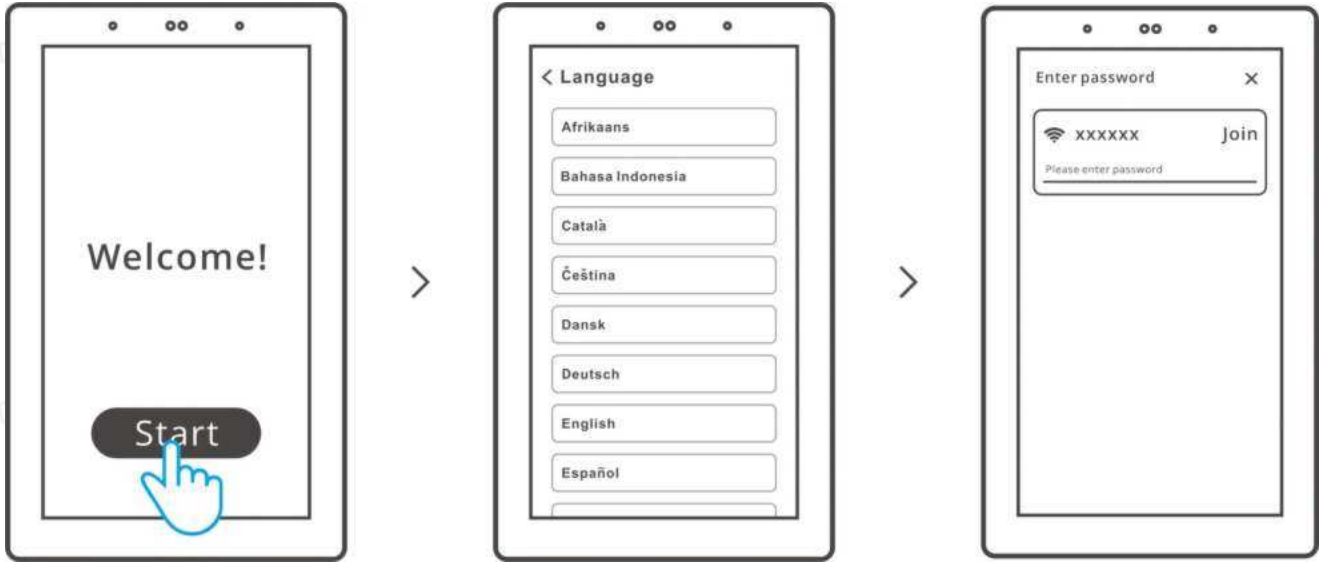 Welcome!
Start
Language
Afrikaans
Bahasa Indonesia
Català
Čeština
Dansk
Deutsch
English
Español
Enter password
xxxxxx Join
Please enter password